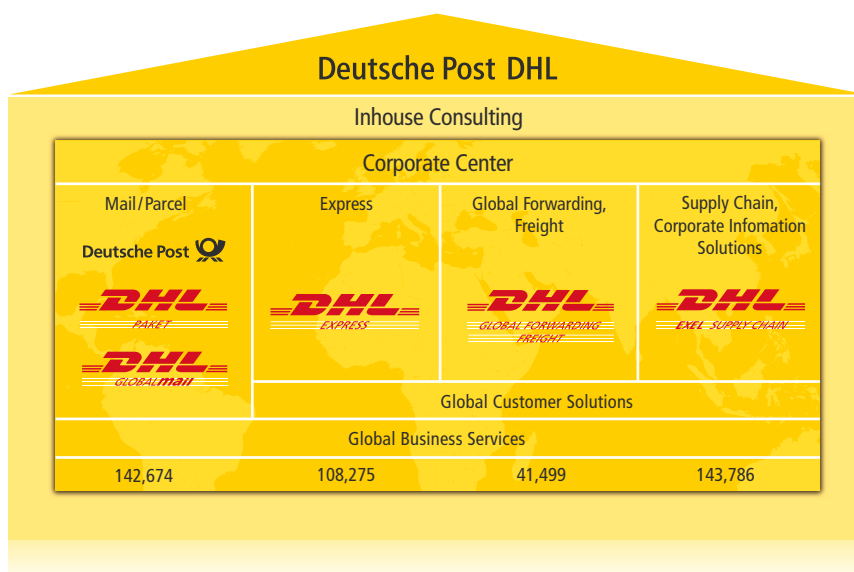 Deutsche Post DHL
Inhouse Consulting
Corporate Center
Mail/Parcel
Deutsche Post
DHL
PAKET
DHL
GLOBALmail
Express
DHL
EXPRESS
Global Forwarding,
Freight
DHL
GLOBAL FORWARDING
FREIGHT
Supply Chain,
Corporate Infomation
Solutions
DHL
EXEL SUPPLY CHAIN
Global Customer Solutions
Global Business Services
142,674
108,275
41,499
143,786